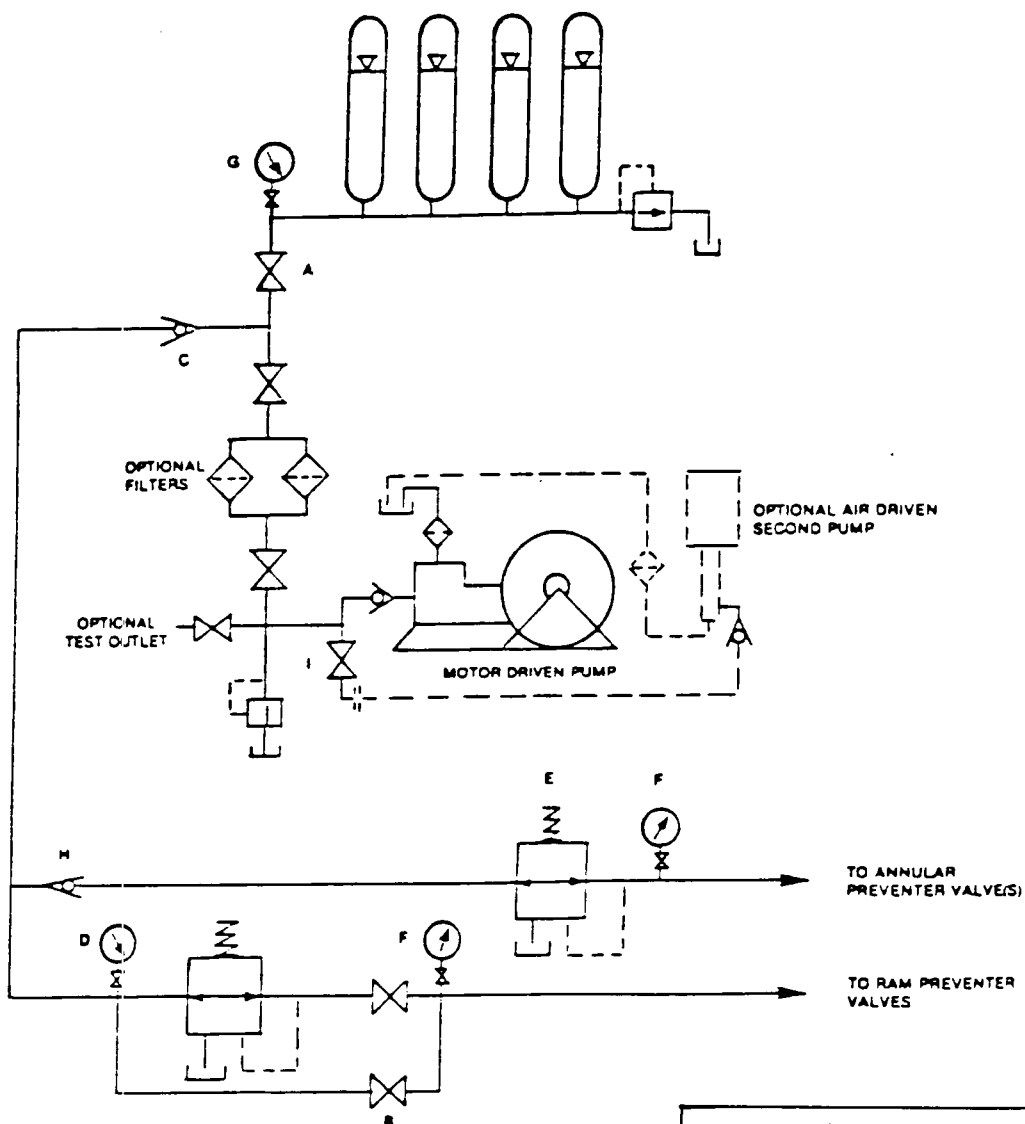 G
A
C
OPTIONAL
FILTERS
OPTIONAL AIR DRIVEN
SECOND PUMP
OPTIONAL
TEST OUTLET
I
MOTOR DRIVEN PUMP
E
F
H
TO ANNULAR
PREVENTER VALVE(S)
D
F
TO RAM PREVENTER
VALVES